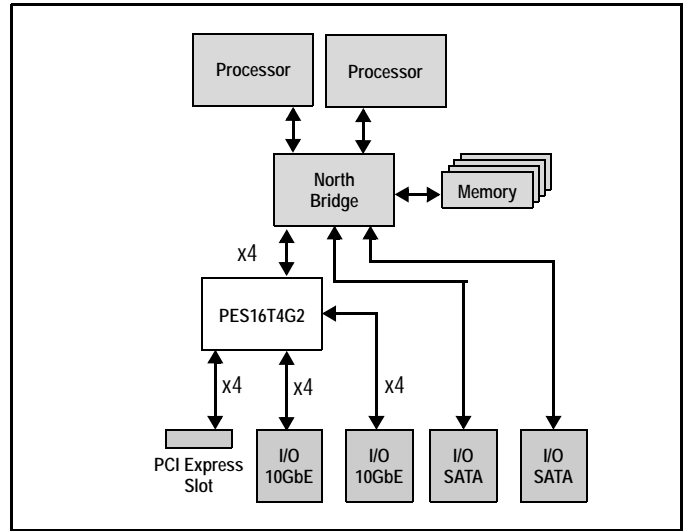 Processor
Processor
North
Bridge
Memory
x4
PES16T4G2
x4
x4
x4
PCI Express
Slot
I/O
10GbE
I/O
10GbE
I/O
SATA
I/O
SATA